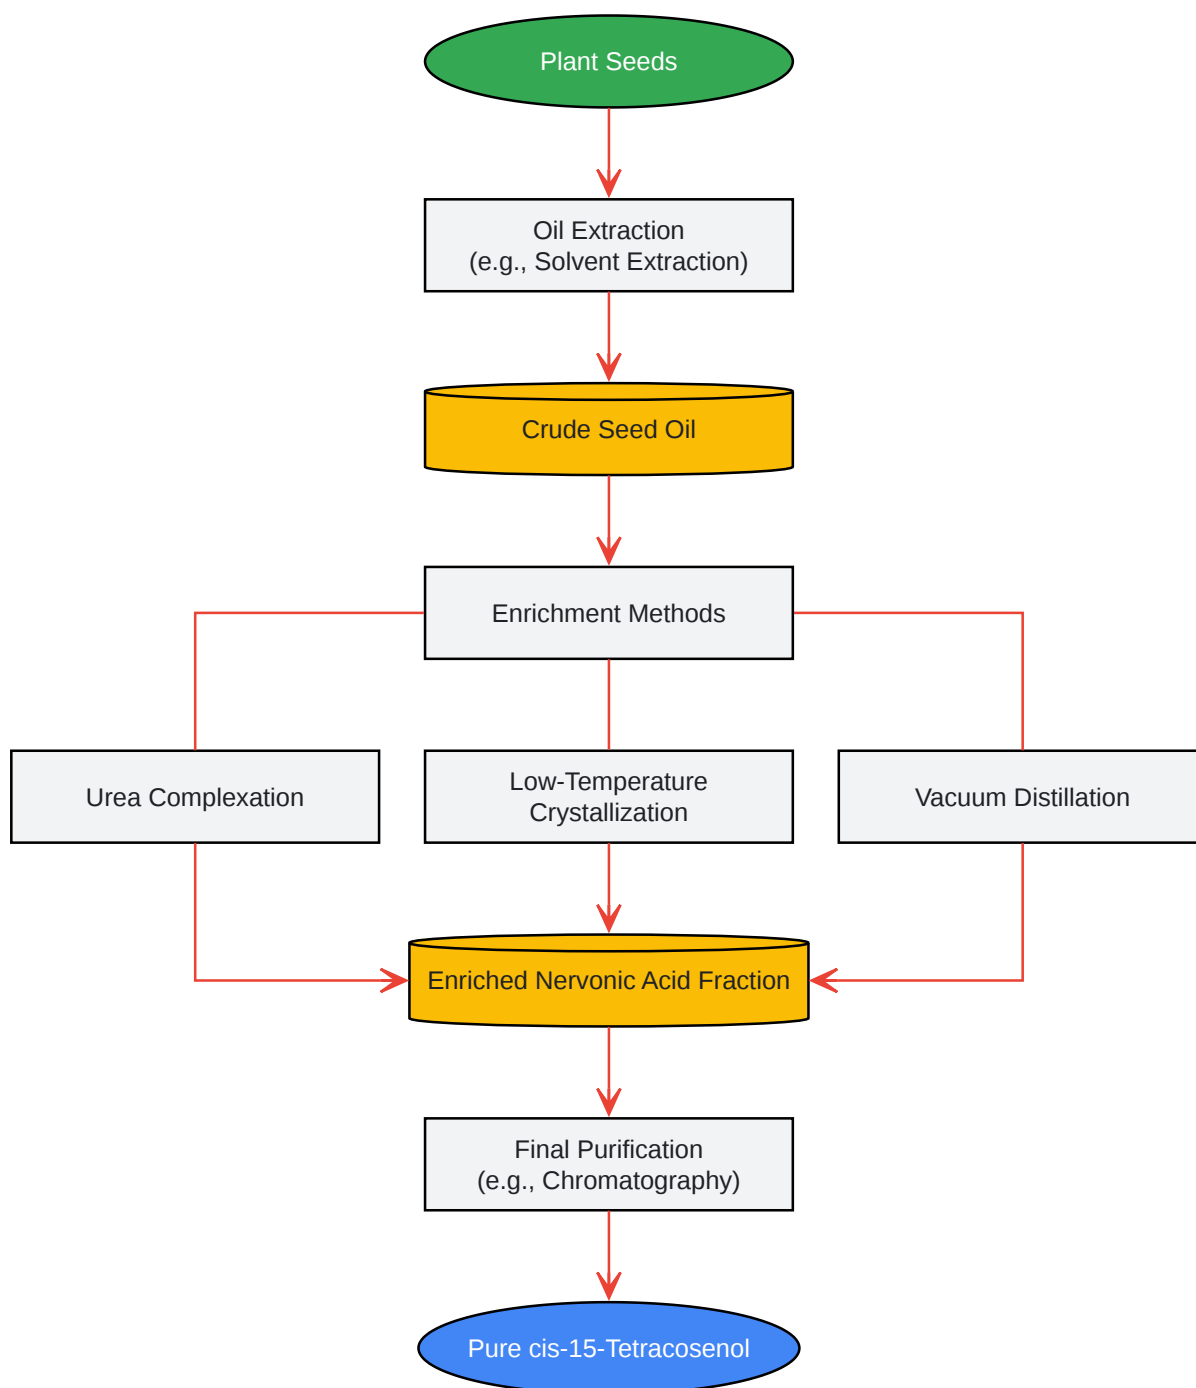 Plant Seeds
Oil Extraction
(e.g., Solvent Extraction)
Crude Seed Oil
Enrichment Methods
Urea Complexation
Low-Temperature
Crystallization
Vacuum Distillation
Enriched Nervonic Acid Fraction
Final Purification
(e.g., Chromatography)
Pure cis-15-Tetracosenol